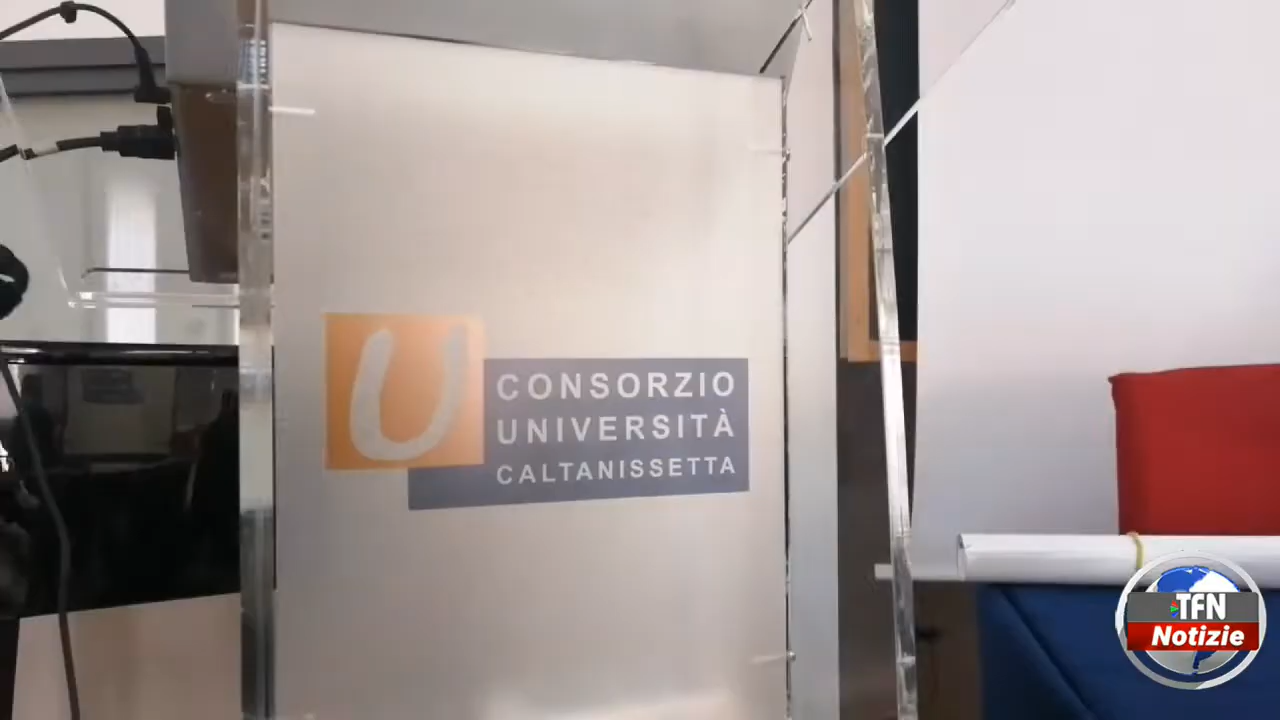 U
CONSORZIO
UNIVERSITÀ
CALTANISSETTA
TFN
Notizie